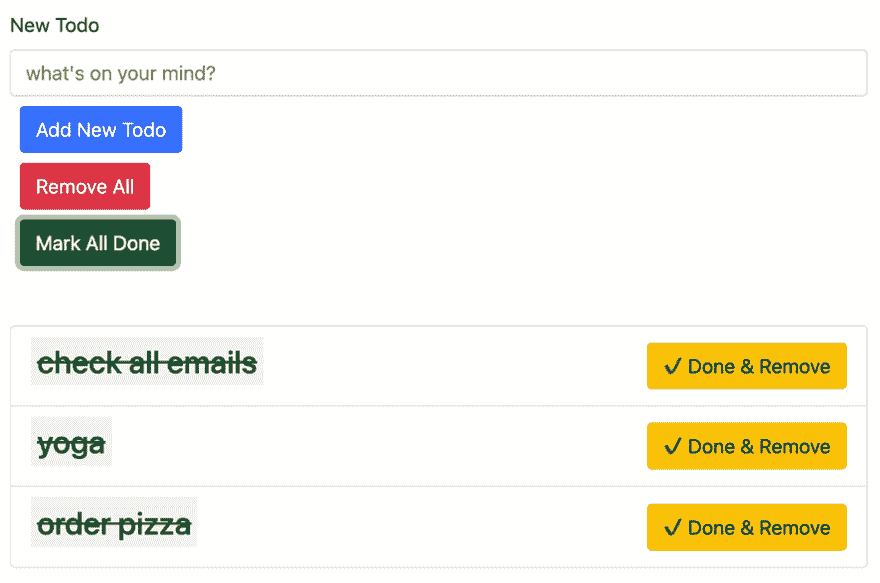 New Todo
what's on your mind?
Add New Todo
Remove All
Mark All Done
check all emails
✓ Done & Remove
yoga
✓ Done & Remove
order pizza
✓ Done & Remove